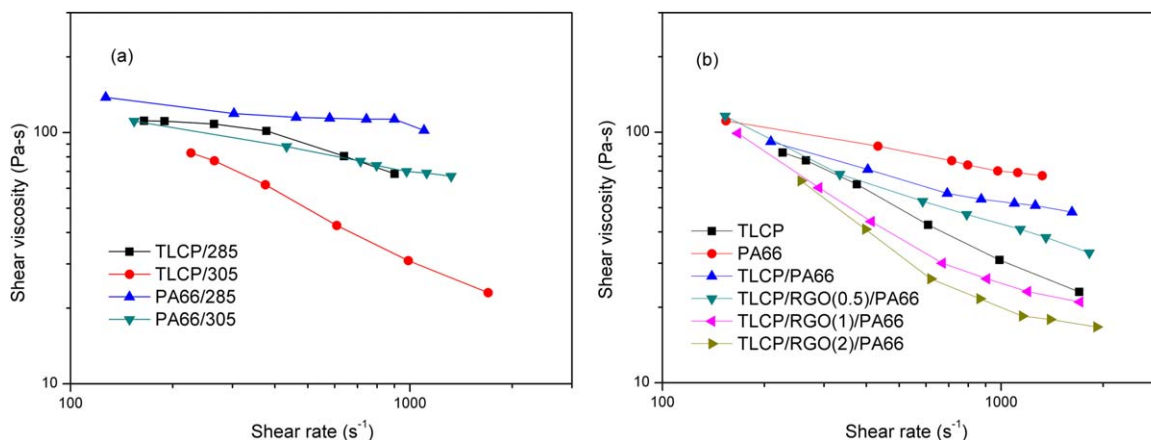 (a)
Shear viscosity (Pa-s)
100
10
TLCP/285
TLCP/305
PA66/285
PA66/305
100
1000
Shear rate (s⁻¹)
(b)
Shear viscosity (Pa-s)
100
10
TLCP
PA66
TLCP/PA66
TLCP/RGO(0.5)/PA66
TLCP/RGO(1)/PA66
TLCP/RGO(2)/PA66
100
1000
Shear rate (s⁻¹)